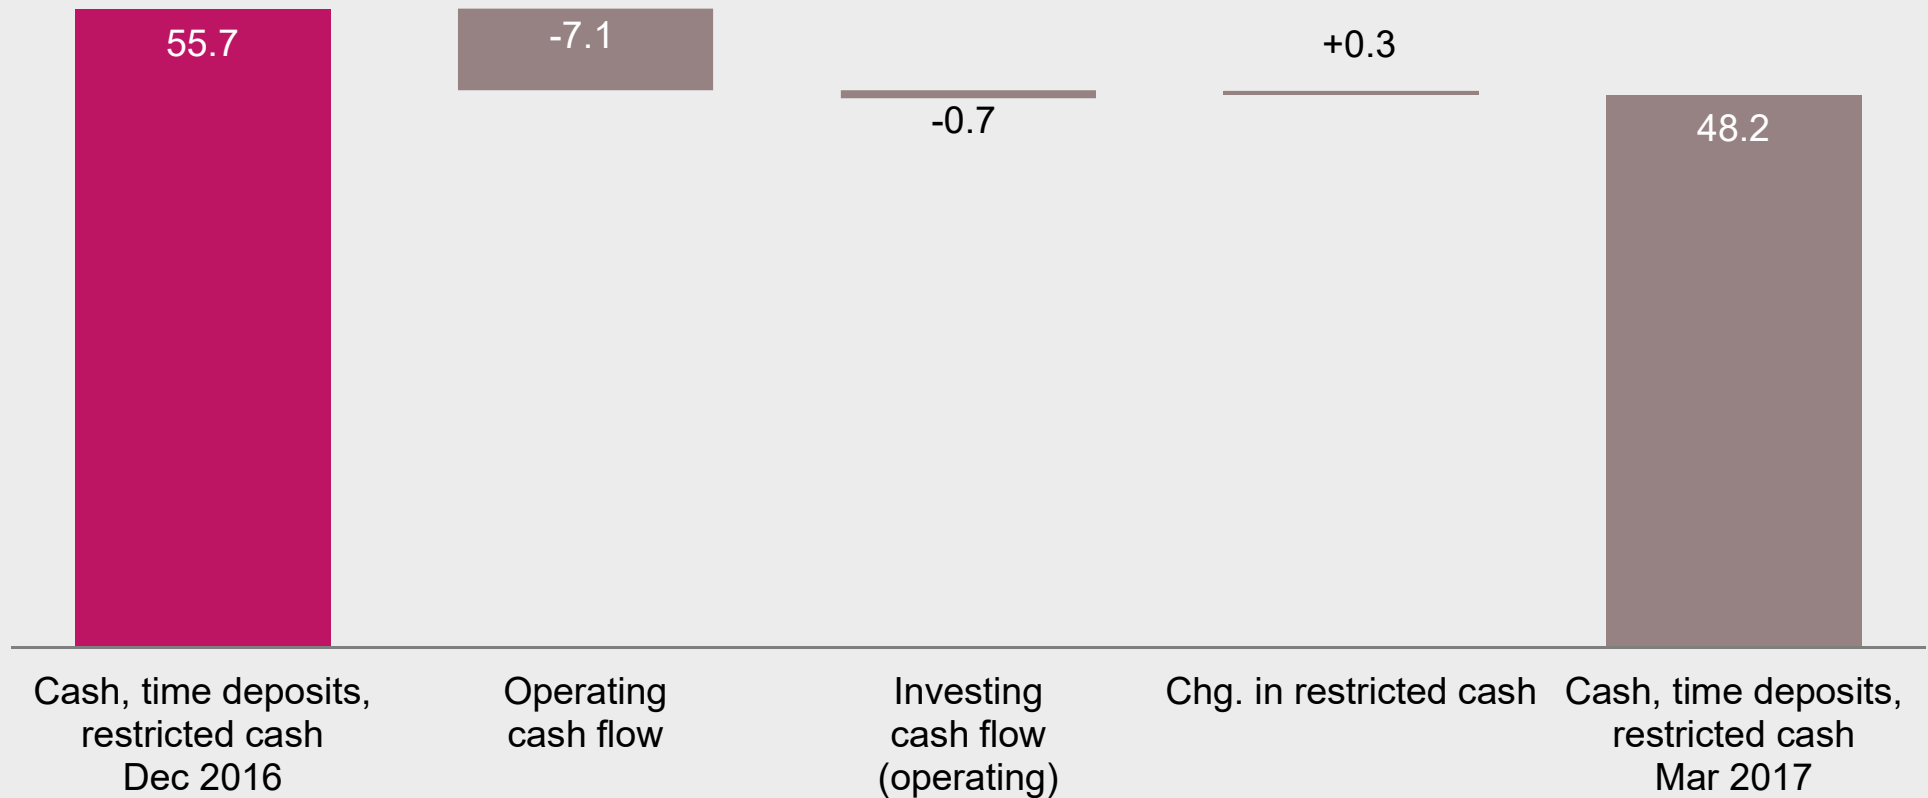 55.7
-7.1
-0.7
+0.3
48.2
Cash, time deposits,
restricted cash
Dec 2016
Operating
cash flow
Investing
cash flow
(operating)
Chg. in restricted cash
Cash, time deposits,
restricted cash
Mar 2017